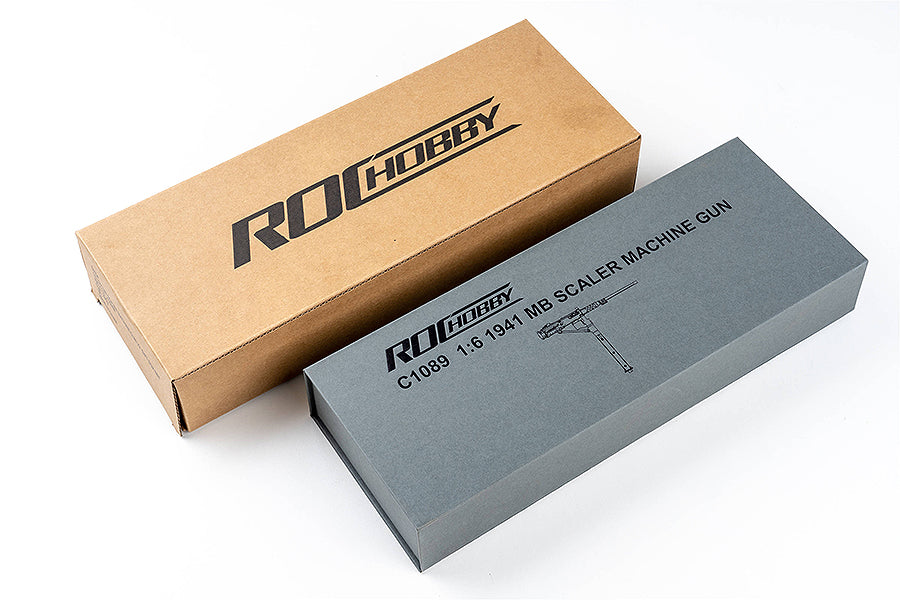 ROCHOBBY
ROCHOBBY
C1089 1:6 1941 MB SCALER MACHINE GUN